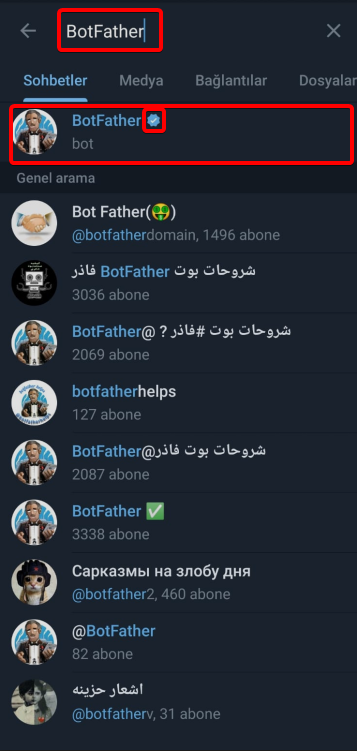 BotFather
Sohbetler Medya Bağlantılar Dosyalar
BotFather
bot
Genel arama
Bot Father(🤑)
@botfatherdomain, 1496 abone
شروحات بوت BotFather فاذر
3036 abone
شروحات بوت #فاذر ? @BotFather
2069 abone
botfatherhelps
127 abone
شروحات بوت فاذر@BotFather
2087 abone
BotFather ✅
3338 abone
Сарказмы на злобу дня
@botfather2, 460 abone
@BotFather
82 abone
اشعار حزينه
@botfatherv, 31 abone